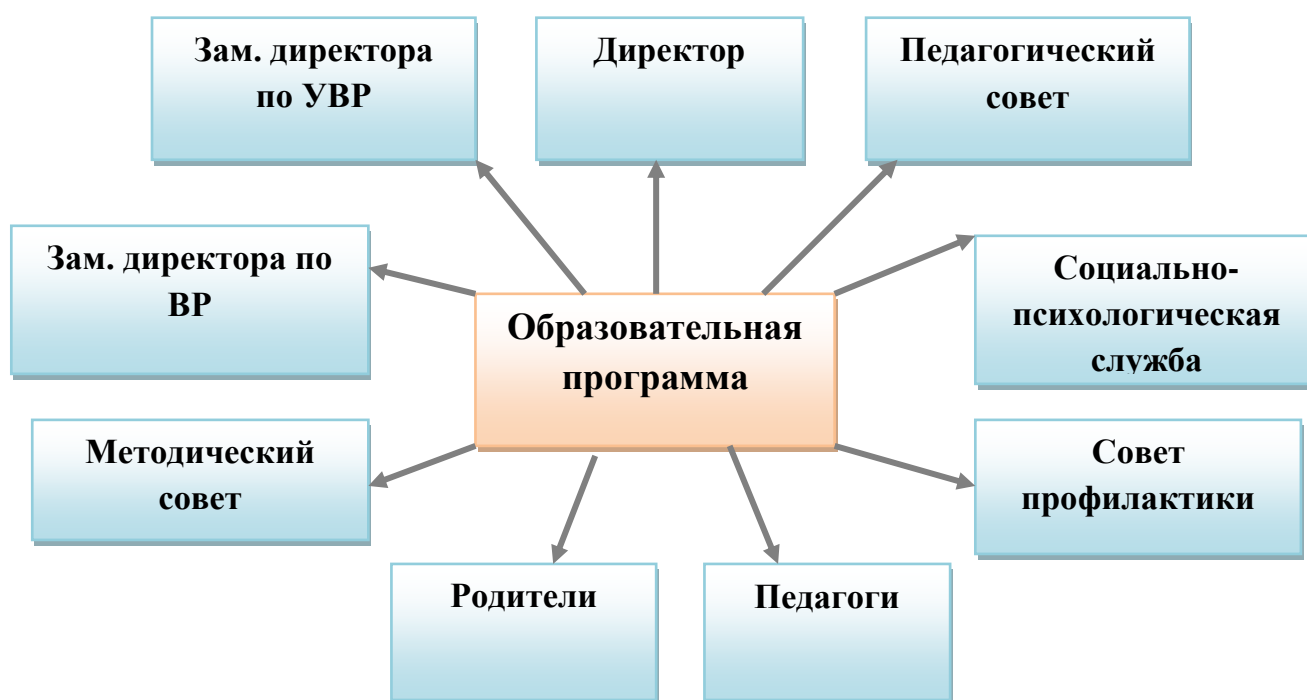 Зам. директора
по УВР
Директор
Педагогический
совет
Зам. директора по
ВР
Образовательная
программа
Социально-
психологическая
служба
Методический
совет
Совет
профилактики
Родители
Педагоги